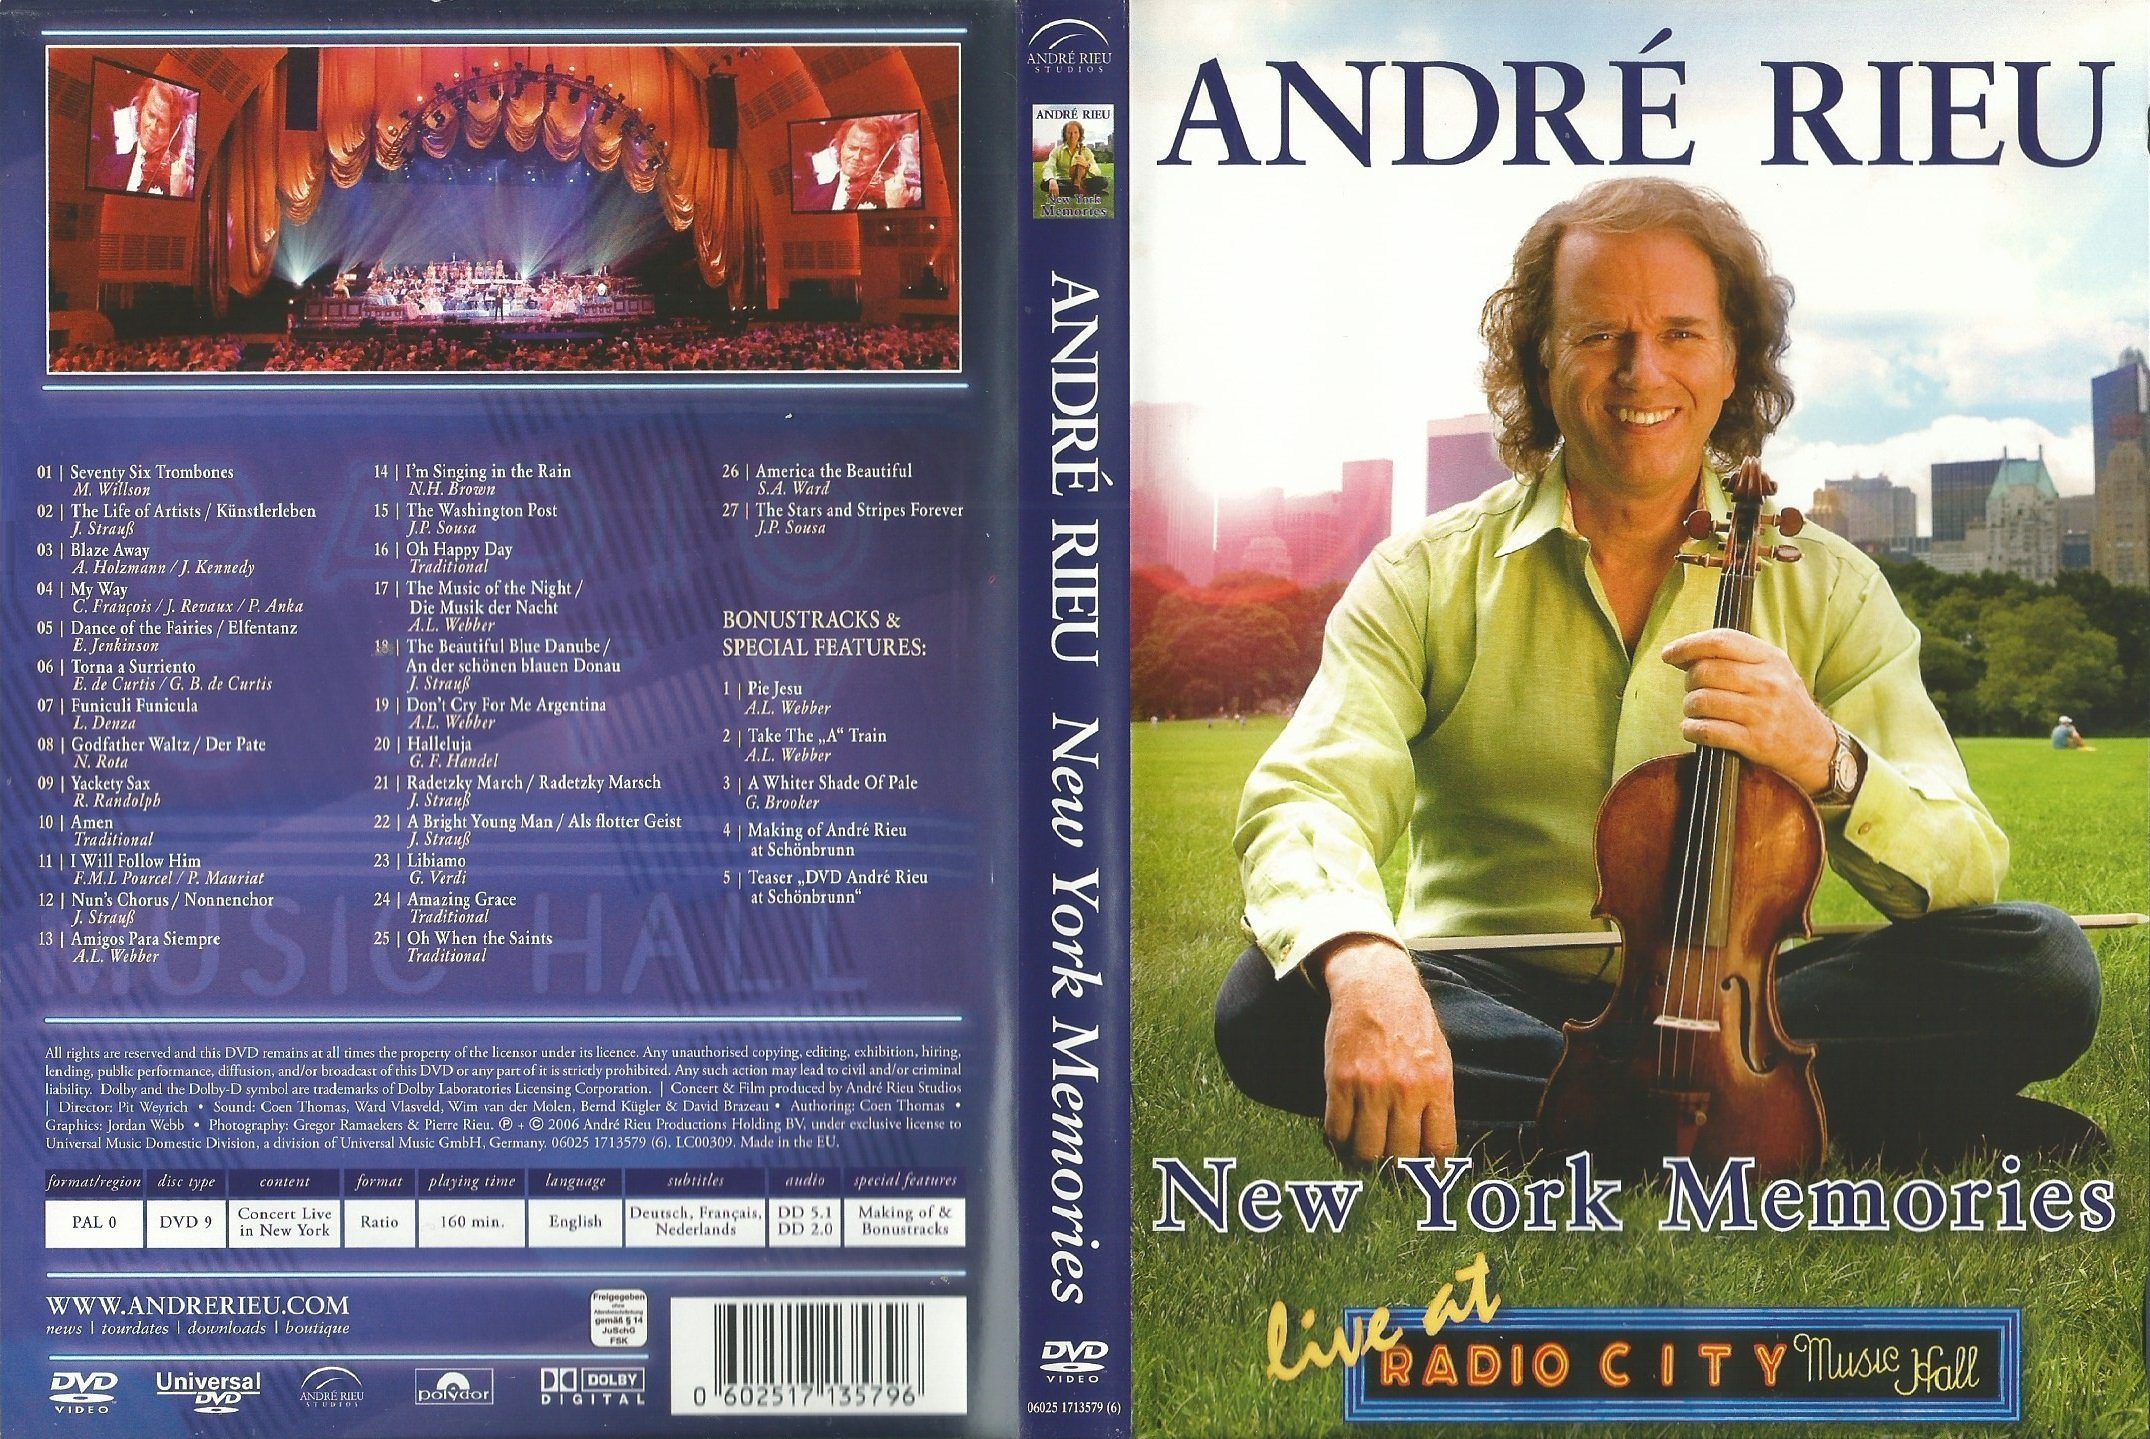 01 | Seventy Six Trombones
M. Willson
02 | The Life of Artists / Künstlerleben
J. Strauß
03 | Blaze Away
A. Holzmann / J. Kennedy
04 | My Way
C. François / J. Revaux / P. Anka
05 | Dance of the Fairies / Elfentanz
E. Jenkinson
06 | Torna a Surriento
E. de Curtis / G. B. de Curtis
07 | Funiculi Funicula
L. Denza
08 | Godfather Waltz / Der Pate
N. Rota
09 | Yackety Sax
R. Randolph
10 | Amen
Traditional
11 | I Will Follow Him
F.M.L Pourcel / P. Mauriat
12 | Nun's Chorus / Nonnenchor
J. Strauß
13 | Amigos Para Siempre
A.L. Webber
14 | I'm Singing in the Rain
N.H. Brown
15 | The Washington Post
J.P. Sousa
16 | Oh Happy Day
Traditional
17 | The Music of the Night /
Die Musik der Nacht
A.L. Webber
18 | The Beautiful Blue Danube /
An der schönen blauen Donau
J. Strauß
19 | Don't Cry For Me Argentina
A.L. Webber
20 | Halleluja
G. F. Handel
21 | Radetzky March / Radetzky Marsch
J. Strauß
22 | A Bright Young Man / Als flotter Geist
J. Strauß
23 | Libiamo
G. Verdi
24 | Amazing Grace
Traditional
25 | Oh When the Saints
Traditional
26 | America the Beautiful
S.A. Ward
27 | The Stars and Stripes Forever
J.P. Sousa
BONUSTRACKS &
SPECIAL FEATURES:
1 | Pie Jesu
A.L. Webber
2 | Take The „A“ Train
A.L. Webber
3 | A Whiter Shade Of Pale
G. Brooker
4 | Making of André Rieu
at Schönbrunn
5 | Teaser „DVD André Rieu
at Schönbrunn“
MUSIC HALL
All rights are reserved and this DVD remains at all times the property of the licensor under its licence. Any unauthorised copying, editing, exhibition, hiring,
lending, public performance, diffusion, and/or broadcast of this DVD or any part of it is strictly prohibited. Any such action may lead to civil and/or criminal
liability. Dolby and the Dolby-D symbol are trademarks of Dolby Laboratories Licensing Corporation. | Concert & Film produced by André Rieu Studios
| Director: Pit Weyrich • Sound: Coen Thomas, Ward Vlasveld, Wim van der Molen, Bernd Kügler & David Brazeau • Authoring: Coen Thomas •
Graphics: Jordan Webb • Photography: Gregor Ramaekers & Pierre Rieu. ℗ + © 2006 André Rieu Productions Holding BV, under exclusive license to
Universal Music Domestic Division, a division of Universal Music GmbH, Germany. 06025 1713579 (6). LC00309. Made in the EU.
format/region disc type content format playing time language subtitles audio special features
PAL 0 DVD 9 Concert Live in New York Ratio 160 min. English Deutsch, Français, Nederlands DD 5.1 DD 2.0 Making of & Bonustracks
WWW.ANDRERIEU.COM
news | tourdates | downloads | boutique
Freigegeben
ohne
Altersbeschränkung
gemäß § 14
JuSchG
FSK
DVD
VIDEO
Universal
DVD
VIDEO
ANDRÉ RIEU
STUDIOS
polydor
DOLBY
DIGITAL
0 602517 135796
ANDRÉ RIEU
STUDIOS
ANDRÉ RIEU
New York
Memories
ANDRÉ RIEU New York Memories
DVD
VIDEO
06025 1713579 (6)
ANDRÉ RIEU
New York Memories
live at
RADIO CITY Music Hall